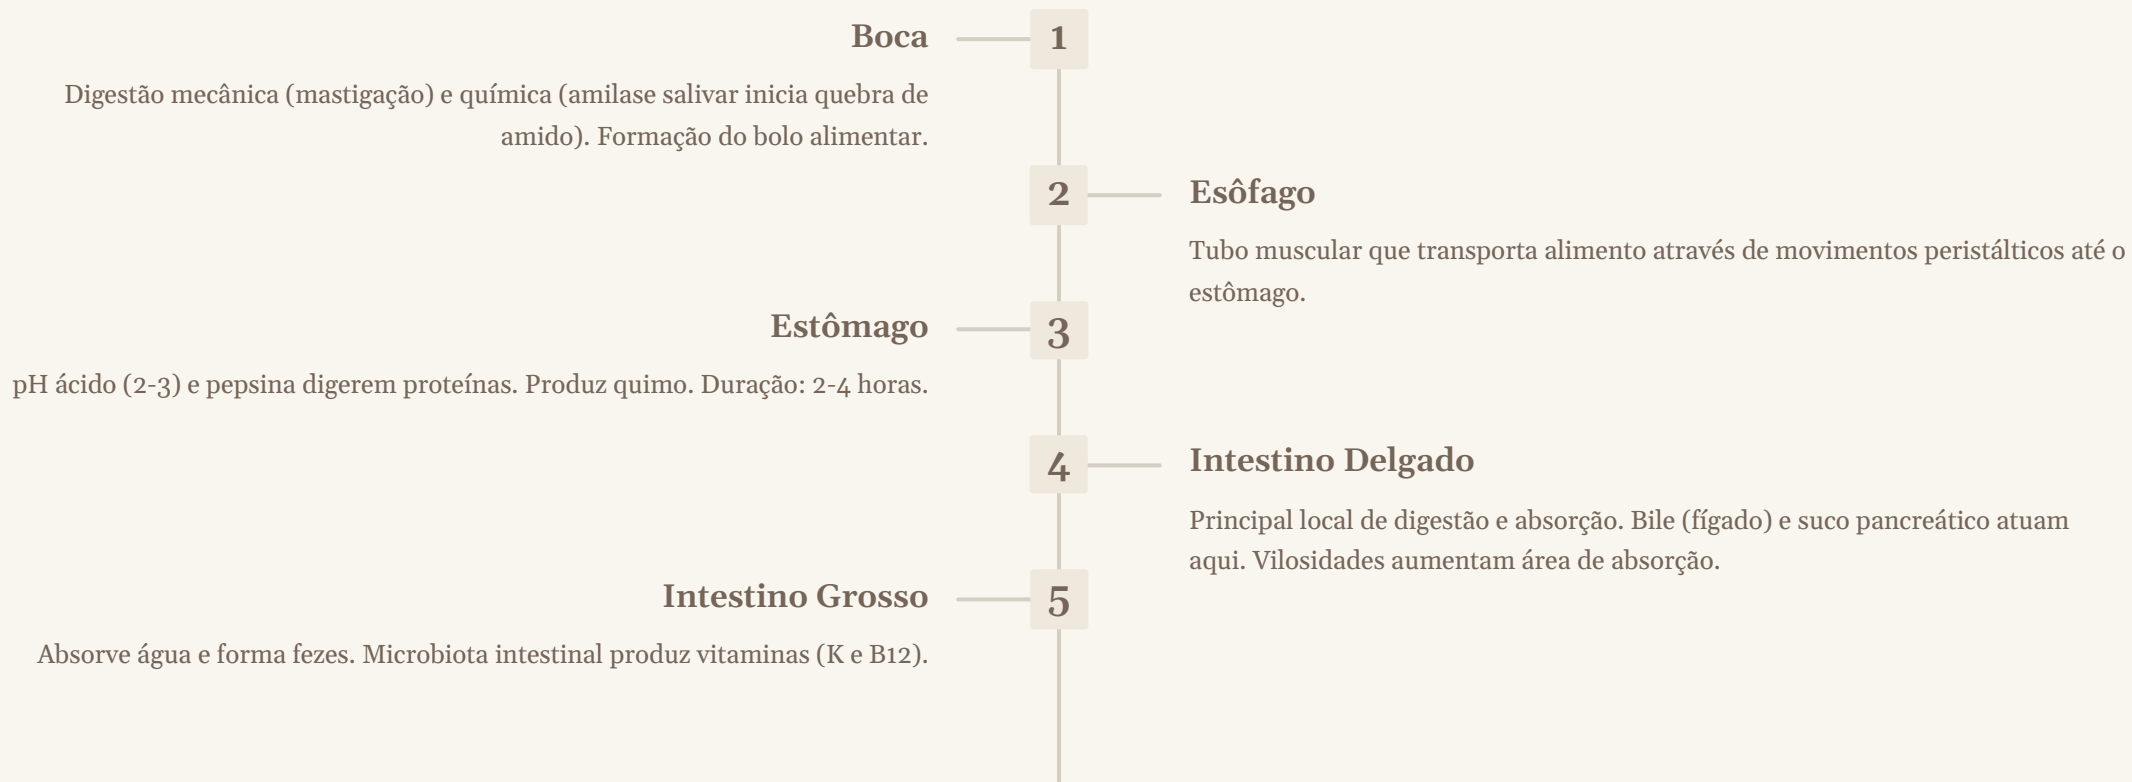 Boca
1
Digestão mecânica (mastigação) e química (amilase salivar inicia quebra de
amido). Formação do bolo alimentar.
2
Esôfago
Tubo muscular que transporta alimento através de movimentos peristálticos até o
estômago.
Estômago
3
pH ácido (2-3) e pepsina digerem proteínas. Produz quimo. Duração: 2-4 horas.
4
Intestino Delgado
Principal local de digestão e absorção. Bile (fígado) e suco pancreático atuam
aqui. Vilosidades aumentam área de absorção.
Intestino Grosso
5
Absorve água e forma fezes. Microbiota intestinal produz vitaminas (K e B12).